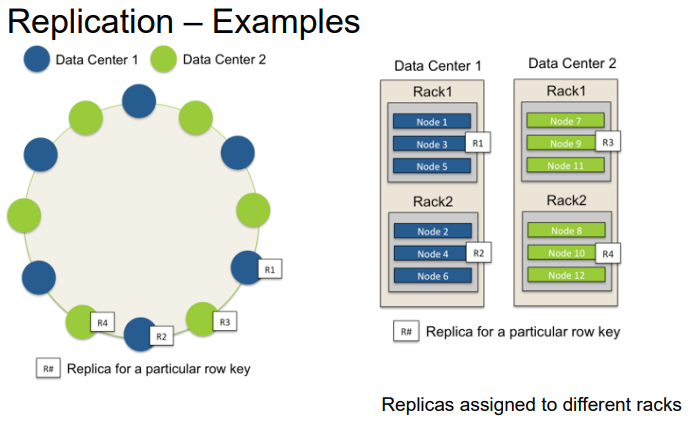 Replication – Examples
Data Center 1
Data Center 2
R1
R4
R3
R2
R# Replica for a particular row key
Data Center 1
Rack1
Node 1
Node 3
R1
Node 5
Rack2
Node 2
Node 4
R2
Node 6
Data Center 2
Rack1
Node 7
Node 9
R3
Node 11
Rack2
Node 8
Node 10
R4
Node 12
R# Replica for a particular row key
Replicas assigned to different racks